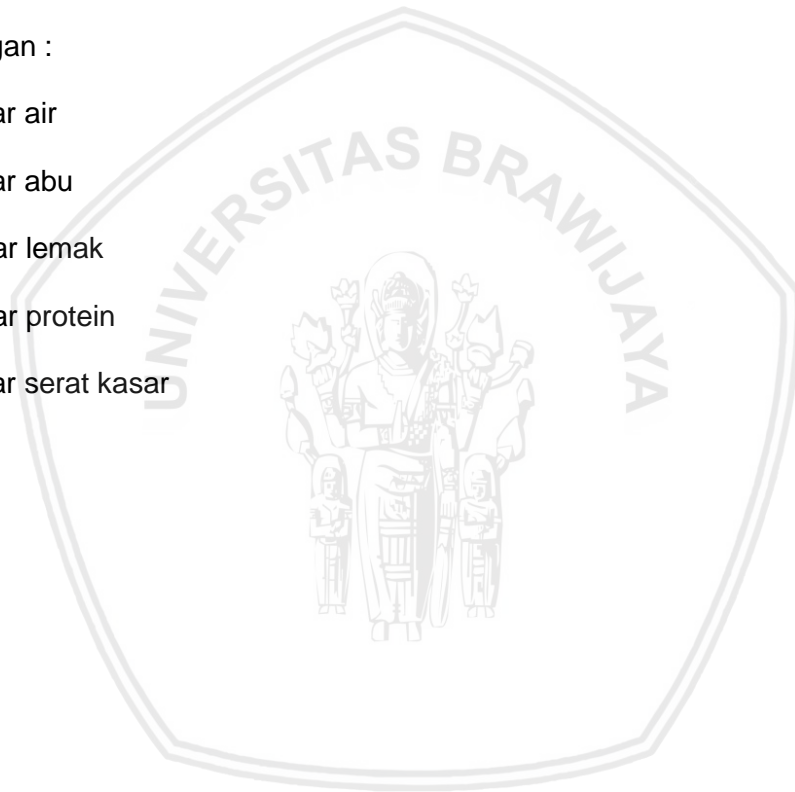 gan :
ar air
ar abu
ar lemak
ar protein
ar serat kasar
UNIVERSITAS BRAWIJAYA